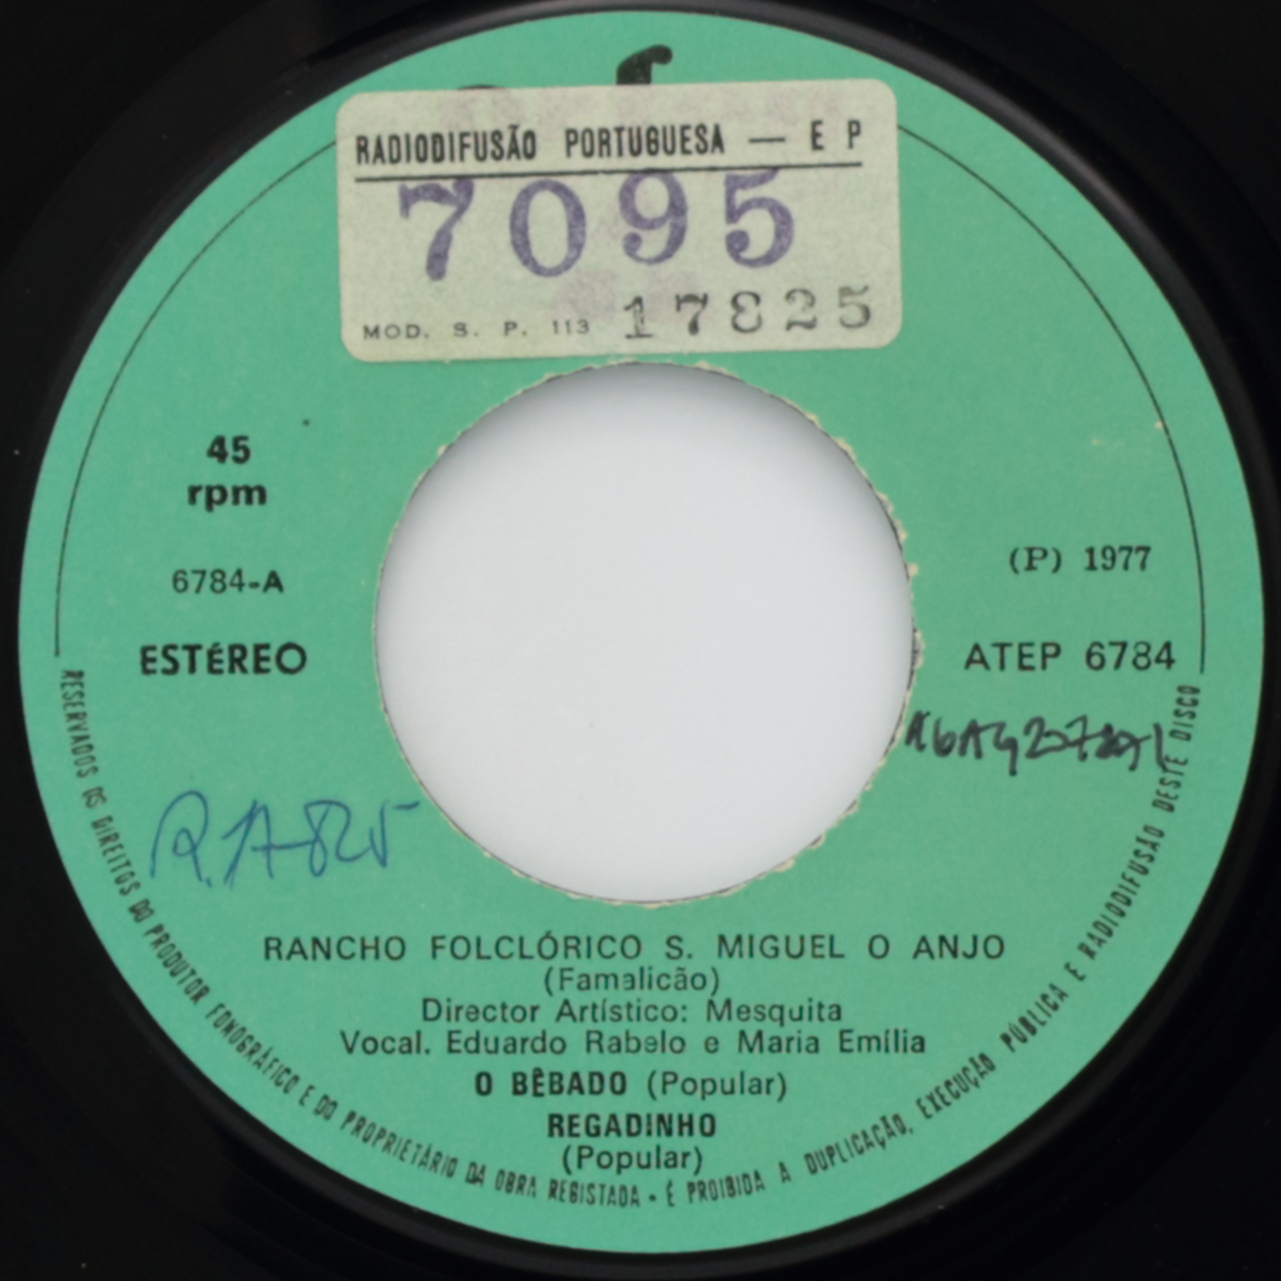 RADIODIFUSÃO PORTUGUESA — E P
7095
MOD. S. P. 113 17825
45
rpm
6784-A
ESTÉREO
(P) 1977
ATEP 6784
R.17825
RANCHO FOLCLÓRICO S. MIGUEL O ANJO
(Famalicão)
Director Artístico: Mesquita
Vocal. Eduardo Rabelo e Maria Emília
O BÊBADO (Popular)
REGADINHO
(Popular)
RESERVADOS OS DIREITOS DO PRODUTOR FONOGRÁFICO E DO PROPRIETÁRIO DA OBRA REGISTADA - É PROIBIDA A DUPLICAÇÃO, EXECUÇÃO PÚBLICA E RADIODIFUSÃO DESTE DISCO